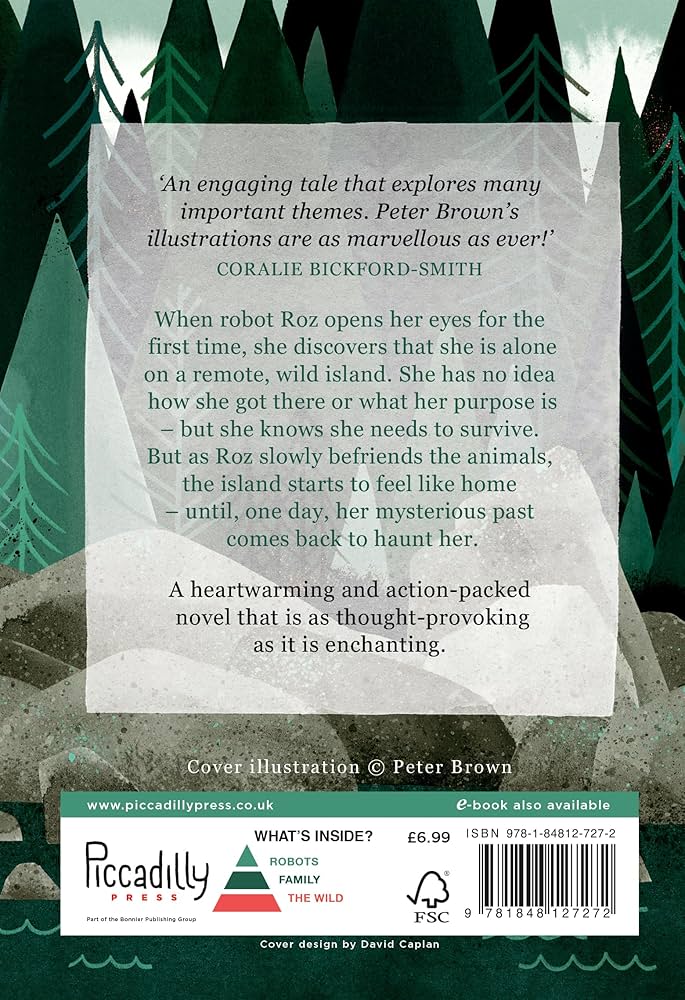 ‘An engaging tale that explores many
important themes. Peter Brown’s
illustrations are as marvellous as ever!’
CORALIE BICKFORD-SMITH
When robot Roz opens her eyes for the
first time, she discovers that she is alone
on a remote, wild island. She has no idea
how she got there or what her purpose is
– but she knows she needs to survive.
But as Roz slowly befriends the animals,
the island starts to feel like home
– until, one day, her mysterious past
comes back to haunt her.
A heartwarming and action-packed
novel that is as thought-provoking
as it is enchanting.
Cover illustration © Peter Brown
www.piccadillypress.co.uk
e-book also available
Piccadilly
PRESS
Part of the Bonnier Publishing Group
WHAT’S INSIDE?
ROBOTS
FAMILY
THE WILD
£6.99
FSC
ISBN 978-1-84812-727-2
9 781848 127272
Cover design by David Caplan